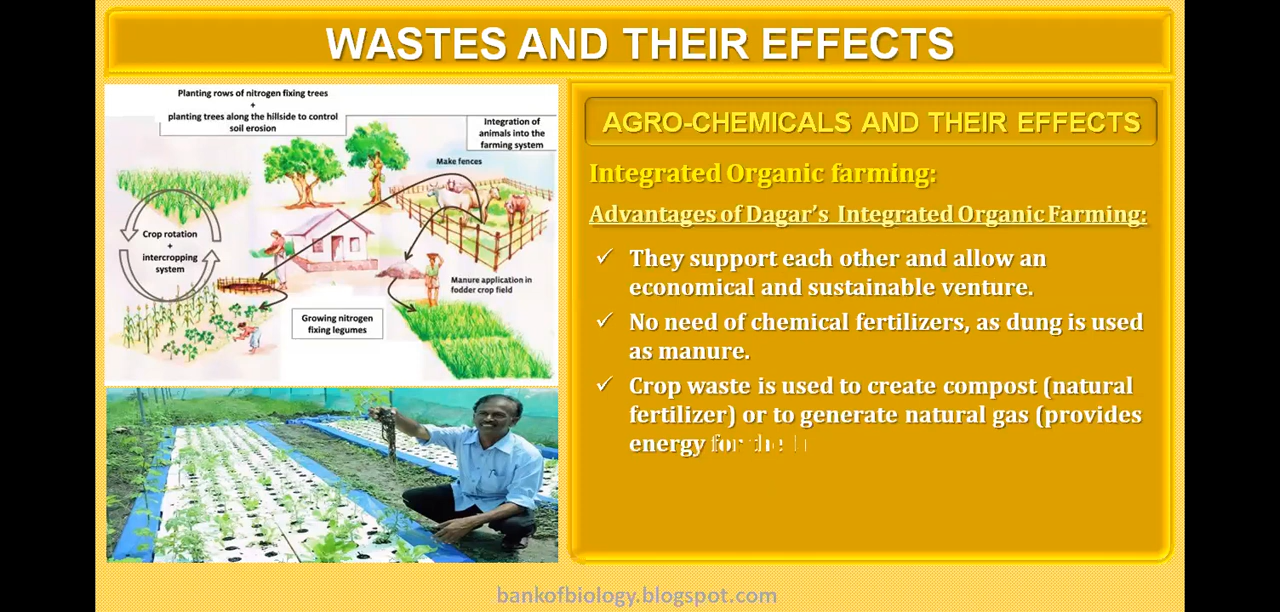 WASTES AND THEIR EFFECTS
Planting rows of nitrogen fixing trees
+
planting trees along the hillside to control
soil erosion
Integration of
animals into the
farming system
Make fences
Crop rotation
+
intercropping
system
Manure application in
fodder crop field
Growing nitrogen
fixing legumes
AGRO-CHEMICALS AND THEIR EFFECTS
Integrated Organic farming:
Advantages of Dagar’s Integrated Organic Farming:
✓ They support each other and allow an
economical and sustainable venture.
✓ No need of chemical fertilizers, as dung is used
as manure.
✓ Crop waste is used to create compost (natural
fertilizer) or to generate natural gas (provides
energy for the
bankofbiology.blogspot.com